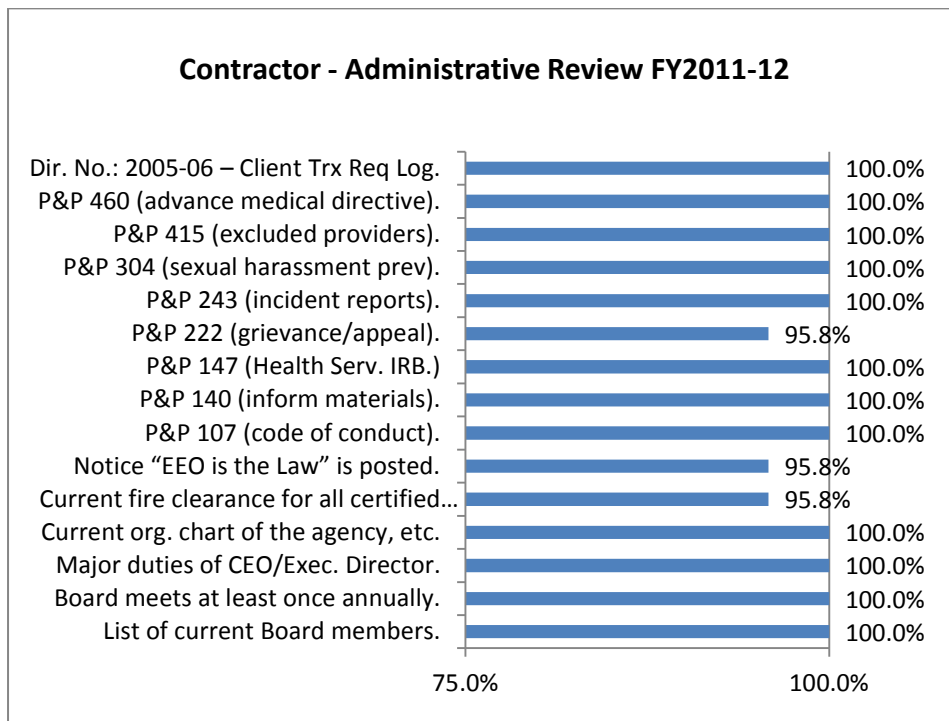 Contractor - Administrative Review FY2011-12
Dir. No.: 2005-06 – Client Trx Req Log. 100.0%
P&P 460 (advance medical directive). 100.0%
P&P 415 (excluded providers). 100.0%
P&P 304 (sexual harassment prev). 100.0%
P&P 243 (incident reports). 100.0%
P&P 222 (grievance/appeal). 95.8%
P&P 147 (Health Serv. IRB.) 100.0%
P&P 140 (inform materials). 100.0%
P&P 107 (code of conduct). 100.0%
Notice “EEO is the Law” is posted. 95.8%
Current fire clearance for all certified… 95.8%
Current org. chart of the agency, etc. 100.0%
Major duties of CEO/Exec. Director. 100.0%
Board meets at least once annually. 100.0%
List of current Board members. 100.0%
75.0% 100.0%